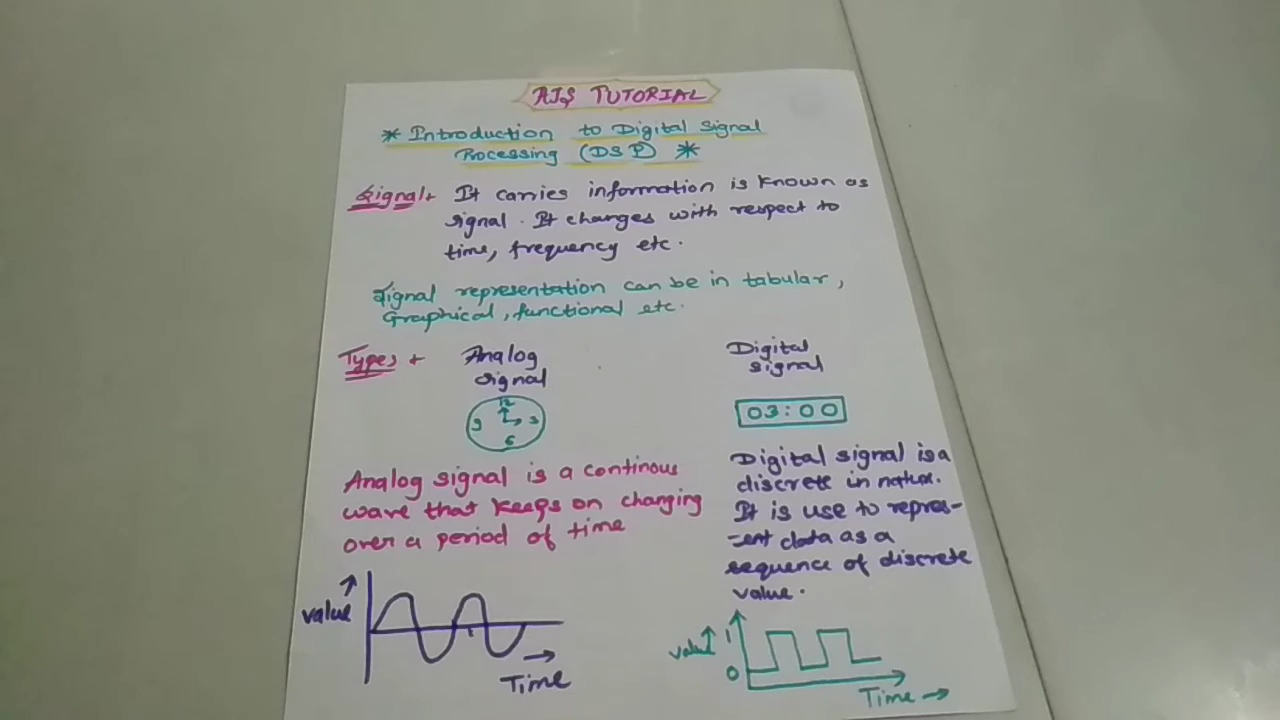 AJS TUTORIAL
* Introduction to Digital Signal
Processing (DSP) *
Signal → It carries information is known as
signal. It changes with respect to
time, frequency etc.
Signal representation can be in tabular,
Graphical, functional etc.
Types →
Analog
signal
12
9 3
6
Analog signal is a continous
wave that keeps on changing
over a period of time
value ↑
Time →
Digital
signal
03:00
Digital signal is a
discrete in nature.
It is use to repres-
-ent data as a
sequence of discrete
value.
value ↑
1
0
Time →